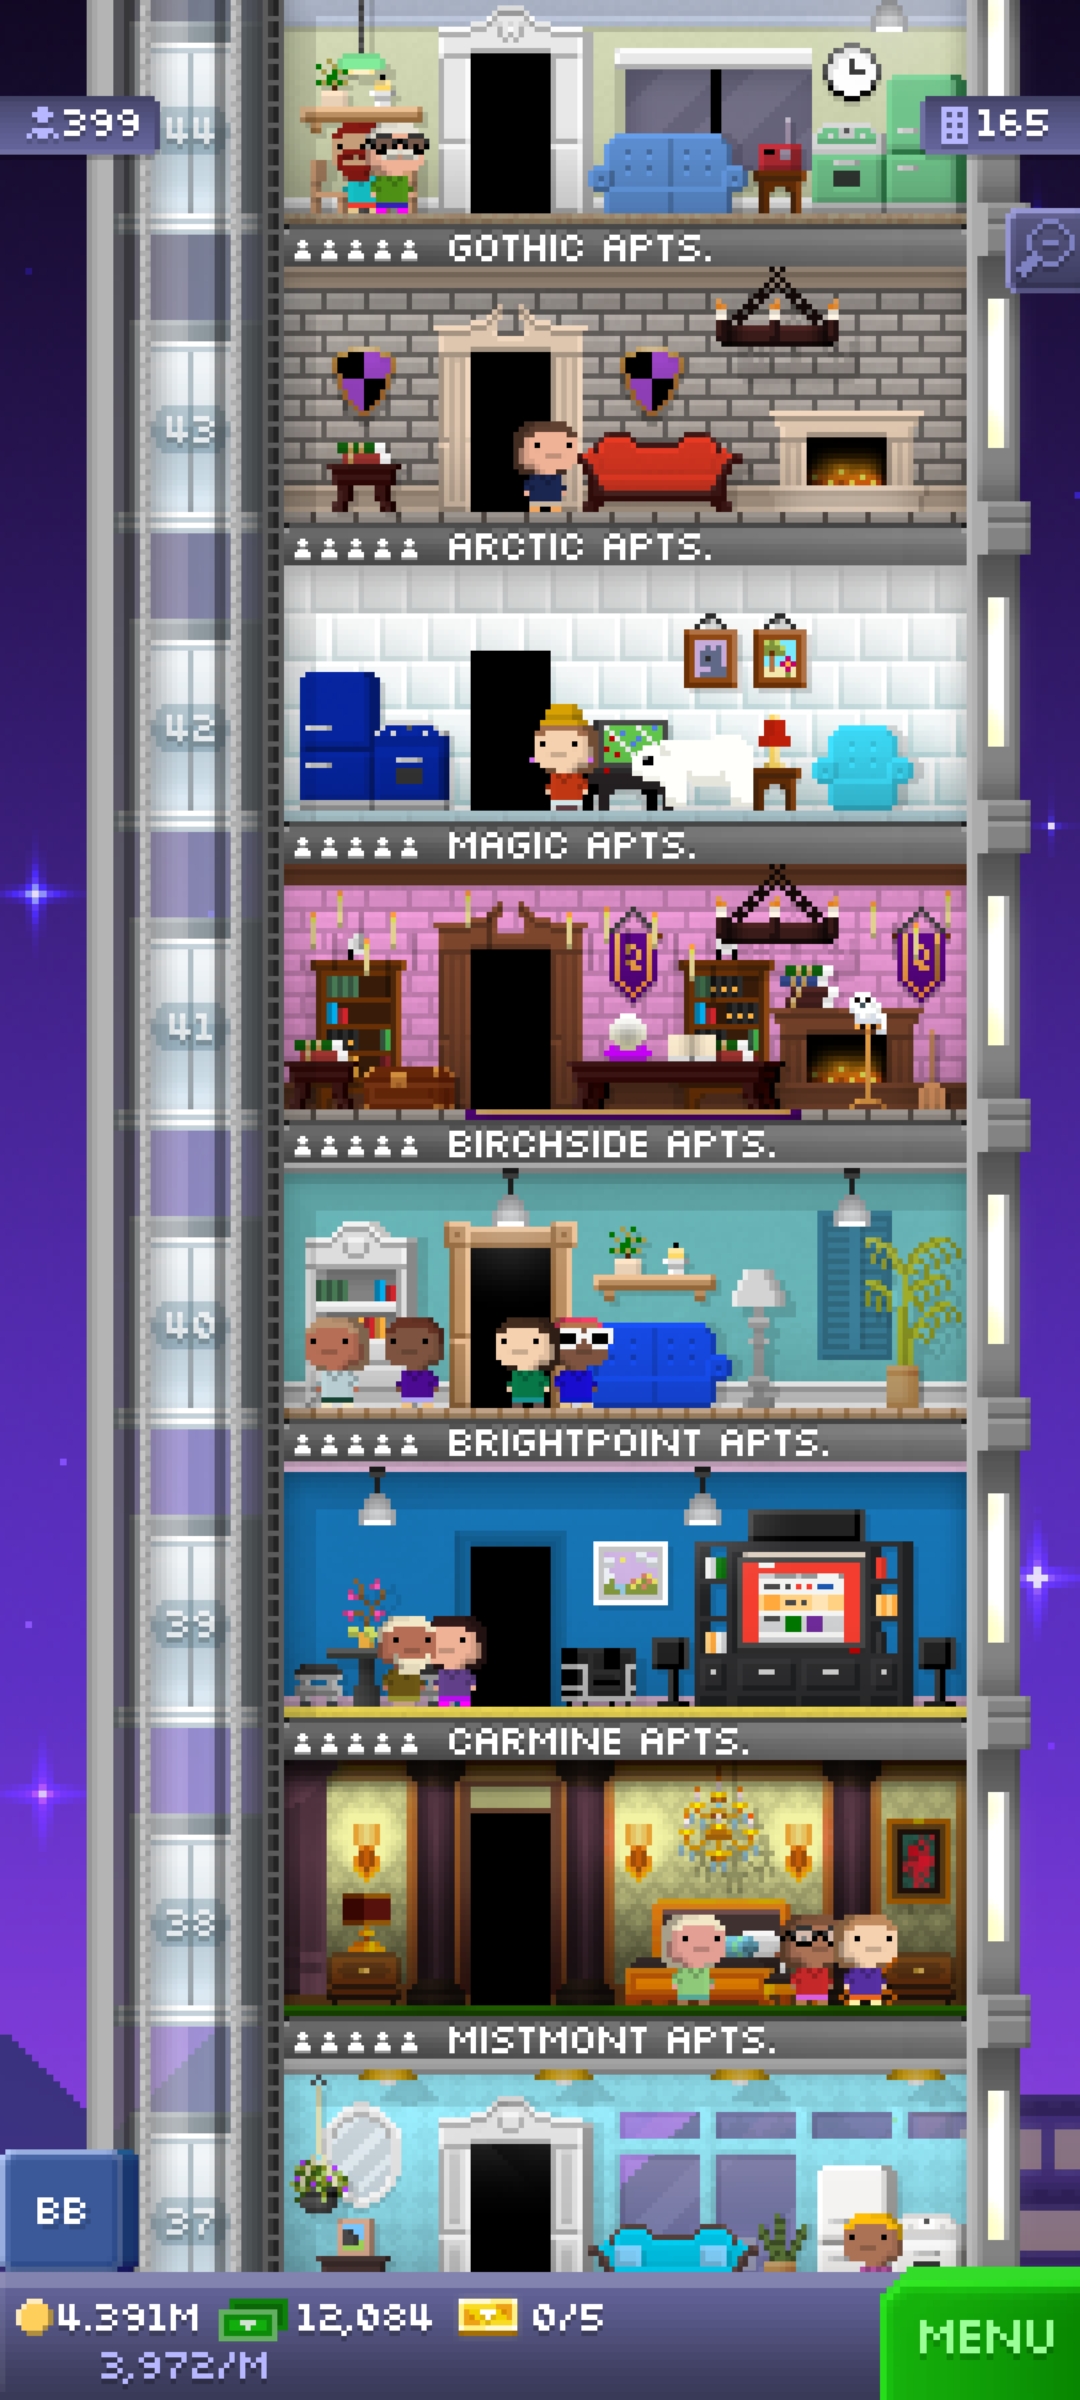 399
44
165
GOTHIC APTS.
43
ARCTIC APTS.
42
MAGIC APTS.
41
BIRCHSIDE APTS.
40
BRIGHTPOINT APTS.
39
CARMINE APTS.
38
MISTMONT APTS.
37
BB
4.391M 12,084 0/5
3,972/M
MENU